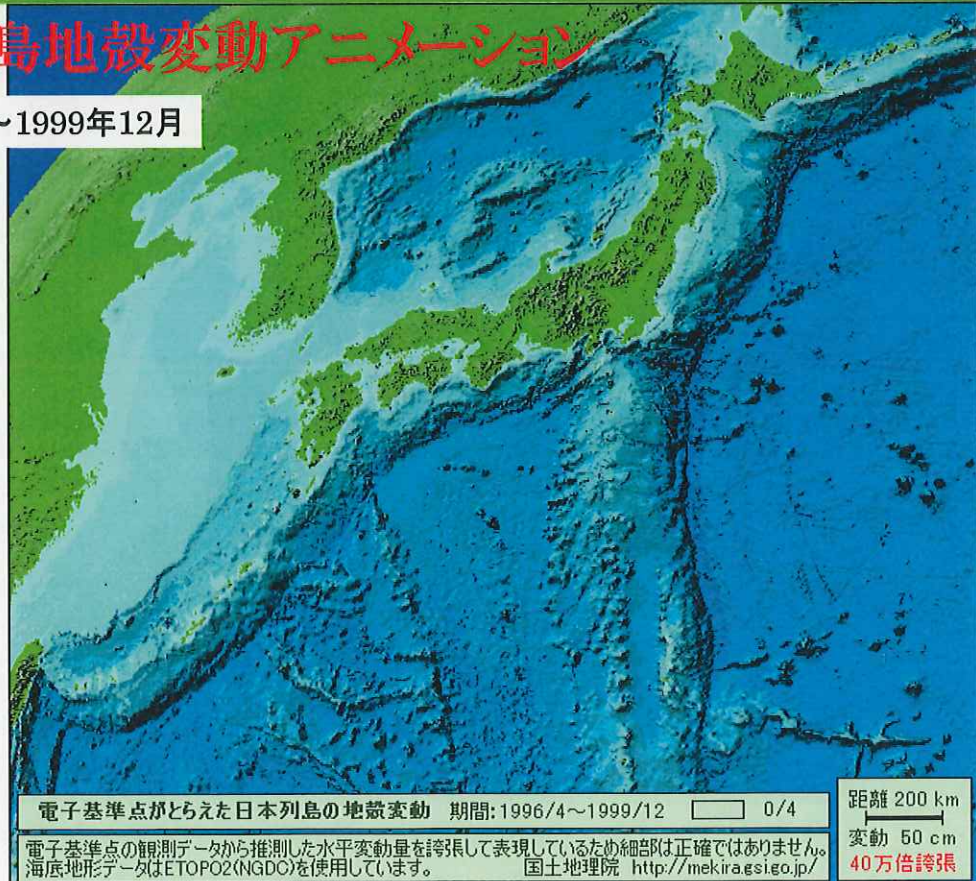 島地殻変動アニメーション
~1999年12月
電子基準点がとらえた日本列島の地殻変動 期間:1996/4~1999/12 0/4
電子基準点の観測データから推測した水平変動量を誇張して表現しているため細部は正確ではありません。
海底地形データはETOPO2(NGDC)を使用しています。 国土地理院 http://mekira.gsi.go.jp/
距離 200 km
変動 50 cm
40万倍誇張